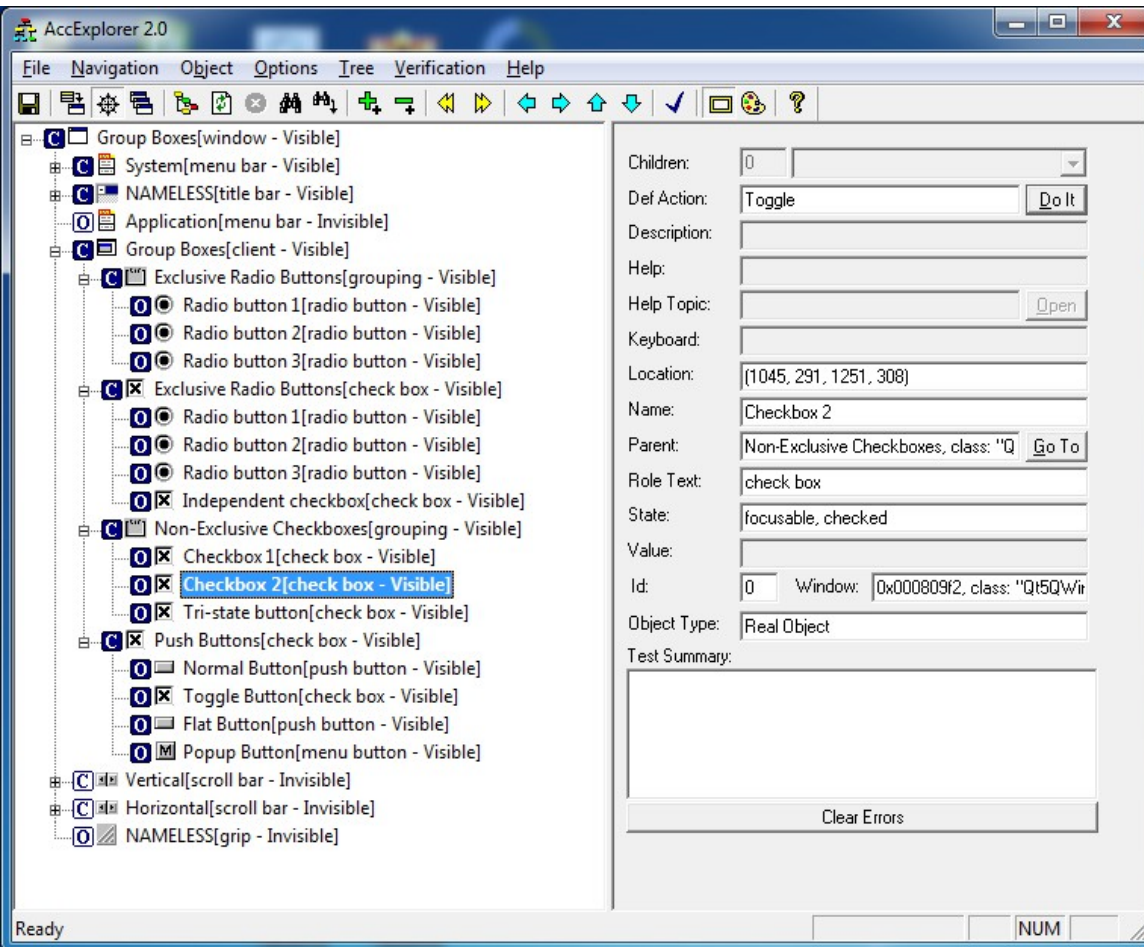 AccExplorer 2.0
File Navigation Object Options Tree Verification Help
Group Boxes[window - Visible]
System[menu bar - Visible]
NAMELESS[title bar - Visible]
Application[menu bar - Invisible]
Group Boxes[client - Visible]
Exclusive Radio Buttons[grouping - Visible]
Radio button 1[radio button - Visible]
Radio button 2[radio button - Visible]
Radio button 3[radio button - Visible]
Exclusive Radio Buttons[check box - Visible]
Radio button 1[radio button - Visible]
Radio button 2[radio button - Visible]
Radio button 3[radio button - Visible]
Independent checkbox[check box - Visible]
Non-Exclusive Checkboxes[grouping - Visible]
Checkbox 1[check box - Visible]
Checkbox 2[check box - Visible]
Tri-state button[check box - Visible]
Push Buttons[check box - Visible]
Normal Button[push button - Visible]
Toggle Button[check box - Visible]
Flat Button[push button - Visible]
Popup Button[menu button - Visible]
Vertical[scroll bar - Invisible]
Horizontal[scroll bar - Invisible]
NAMELESS[grip - Invisible]
Children: 0
Def Action: Toggle Do It
Description:
Help:
Help Topic: Open
Keyboard:
Location: (1045, 291, 1251, 308)
Name: Checkbox 2
Parent: Non-Exclusive Checkboxes, class: "Q Go To
Role Text: check box
State: focusable, checked
Value:
Id: 0 Window: 0x000809f2, class: "Qt5QWir
Object Type: Real Object
Test Summary:
Clear Errors
Ready NUM